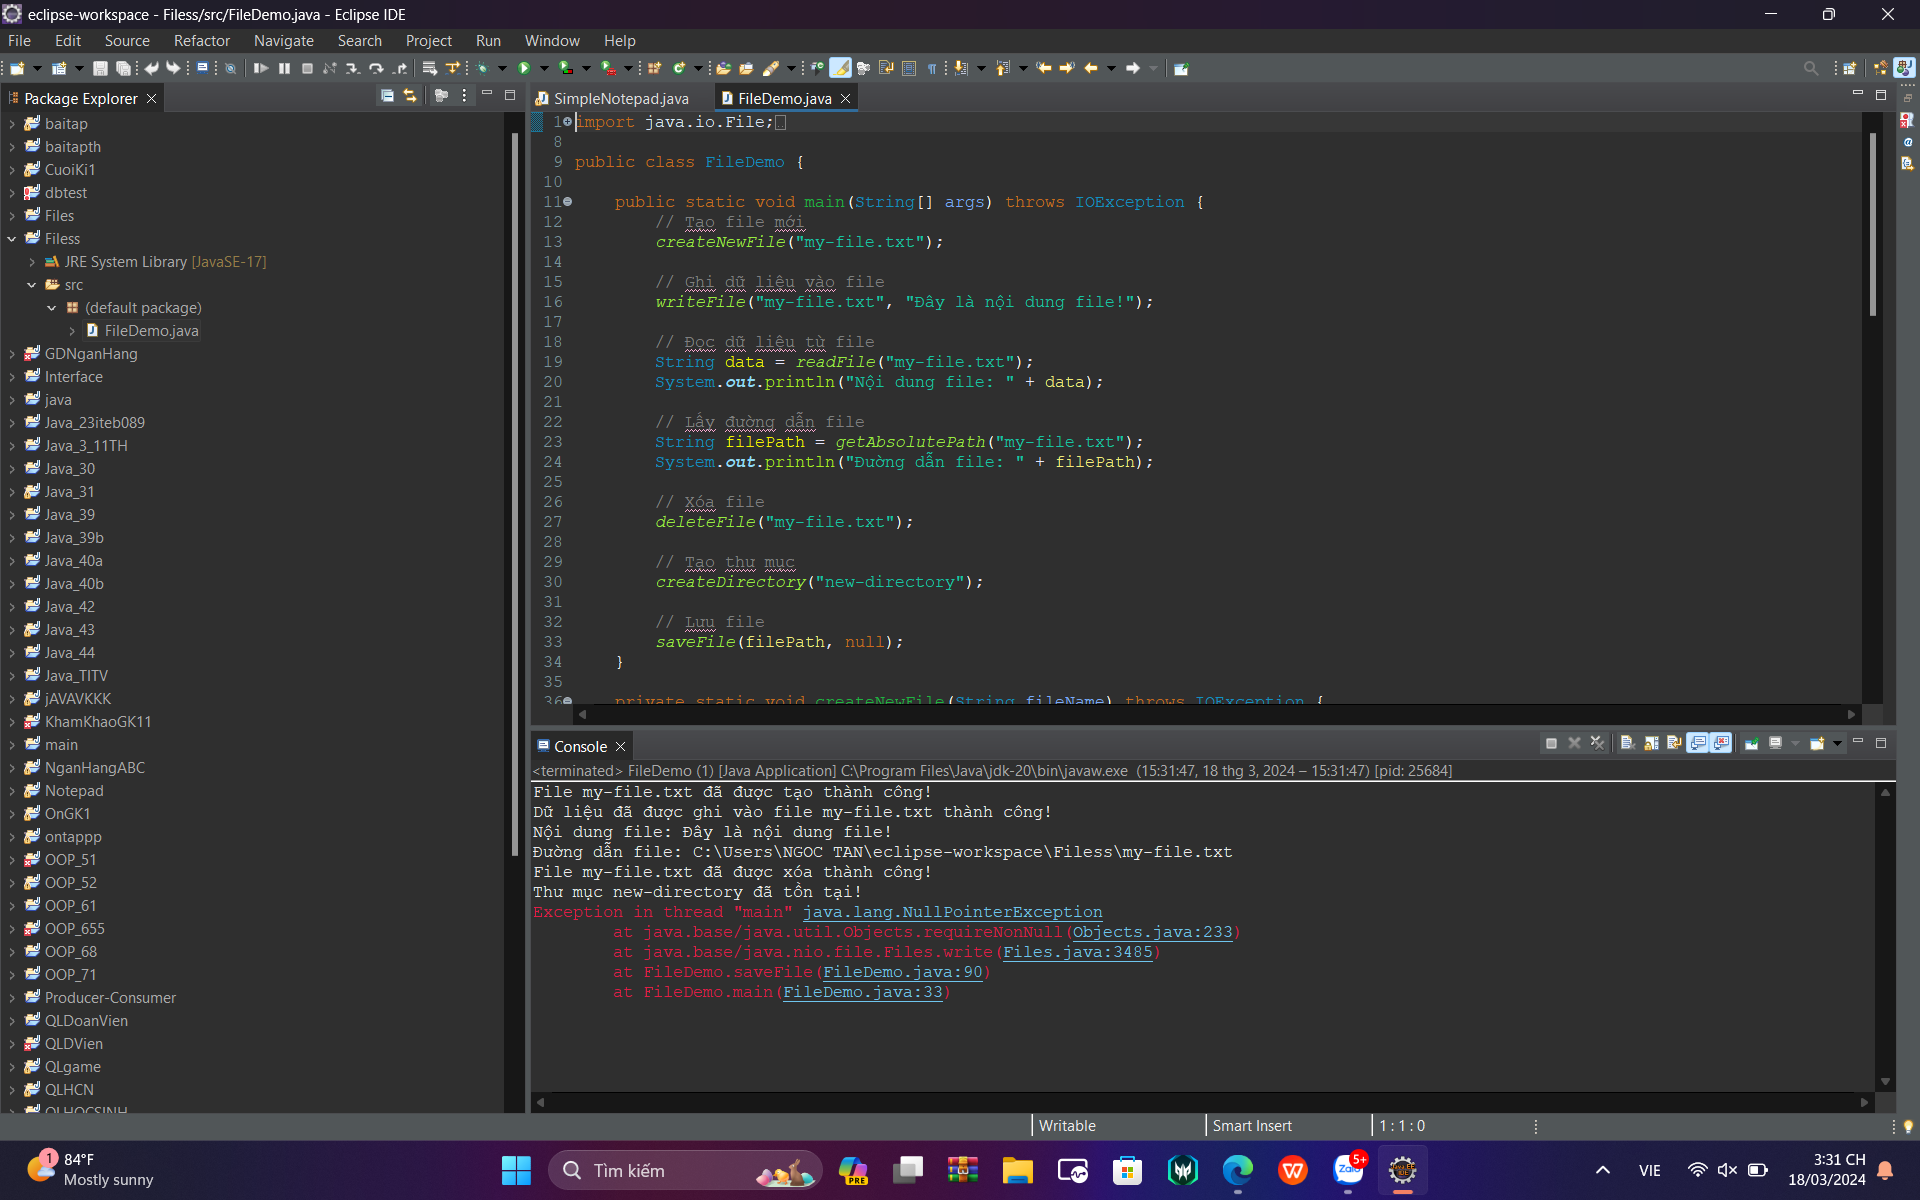 eclipse-workspace - Filess/src/FileDemo.java - Eclipse IDE
File Edit Source Refactor Navigate Search Project Run Window Help
Package Explorer
baitap
baitapth
CuoiKi1
dbtest
Files
Filess
JRE System Library [JavaSE-17]
src
(default package)
FileDemo.java
GDNganHang
Interface
java
Java_23iteb089
Java_3_11TH
Java_30
Java_31
Java_39
Java_39b
Java_40a
Java_40b
Java_42
Java_43
Java_44
Java_TITV
jAVAVKKK
KhamKhaoGK11
main
NganHangABC
Notepad
OnGK1
ontappp
OOP_51
OOP_52
OOP_61
OOP_655
OOP_68
OOP_71
Producer-Consumer
QLDoanVien
QLDVien
QLgame
QLHCN
QLHOCSINH
SimpleNotepad.java FileDemo.java
1 import java.io.File;
8
9 public class FileDemo {
10
11 public static void main(String[] args) throws IOException {
12 // Tạo file mới
13 createNewFile("my-file.txt");
14
15 // Ghi dữ liệu vào file
16 writeFile("my-file.txt", "Đây là nội dung file!");
17
18 // Đọc dữ liệu từ file
19 String data = readFile("my-file.txt");
20 System.out.println("Nội dung file: " + data);
21
22 // Lấy đường dẫn file
23 String filePath = getAbsolutePath("my-file.txt");
24 System.out.println("Đường dẫn file: " + filePath);
25
26 // Xóa file
27 deleteFile("my-file.txt");
28
29 // Tạo thư mục
30 createDirectory("new-directory");
31
32 // Lưu file
33 saveFile(filePath, null);
34 }
35
36 private static void createNewFile(String fileName) throws IOException {
Console
<terminated> FileDemo (1) [Java Application] C:\Program Files\Java\jdk-20\bin\javaw.exe (15:31:47, 18 thg 3, 2024 – 15:31:47) [pid: 25684]
File my-file.txt đã được tạo thành công!
Dữ liệu đã được ghi vào file my-file.txt thành công!
Nội dung file: Đây là nội dung file!
Đường dẫn file: C:\Users\NGOC TAN\eclipse-workspace\Filess\my-file.txt
File my-file.txt đã được xóa thành công!
Thư mục new-directory đã tồn tại!
Exception in thread "main" java.lang.NullPointerException
at java.base/java.util.Objects.requireNonNull(Objects.java:233)
at java.base/java.nio.file.Files.write(Files.java:3485)
at FileDemo.saveFile(FileDemo.java:90)
at FileDemo.main(FileDemo.java:33)
Writable Smart Insert 1 : 1 : 0
1
84°F
Mostly sunny
Tìm kiếm
PRE
Zalo
5+
VIE
3:31 CH
18/03/2024